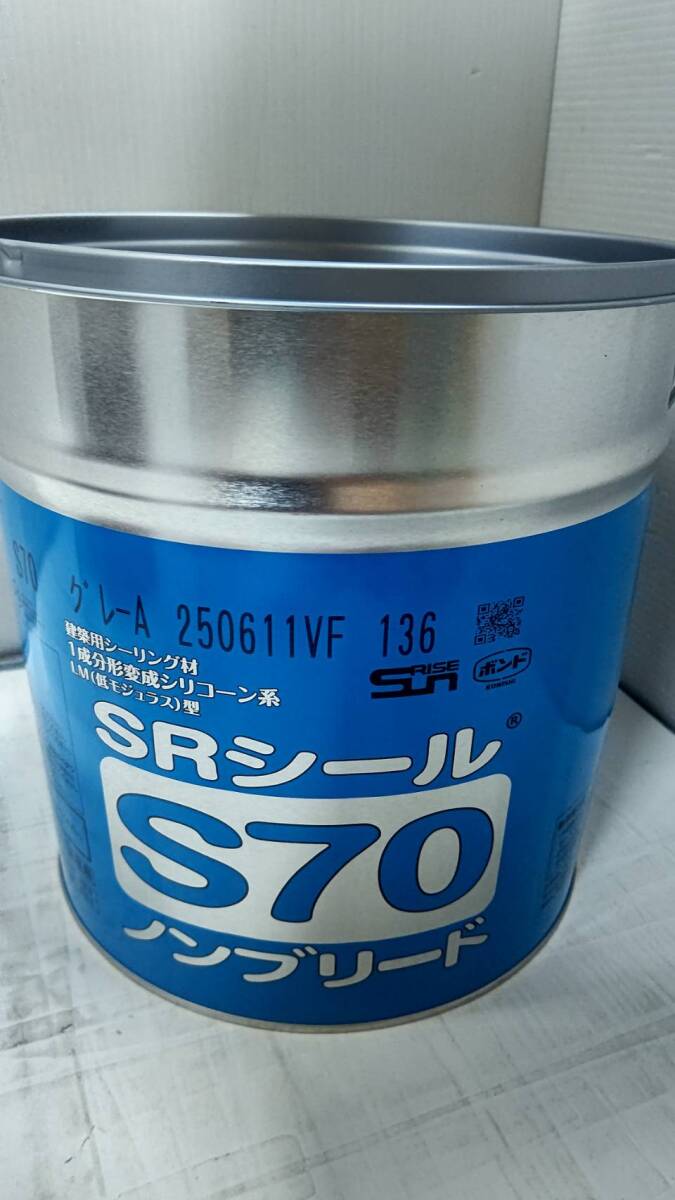 S70 グレーA 250611VF 136
建築用シーリング材
1成分形変成シリコーン系
LM(低モジュラス)型
SUNRISE
ボンド
KONISHI
SRシール®
S70
ノンブリード